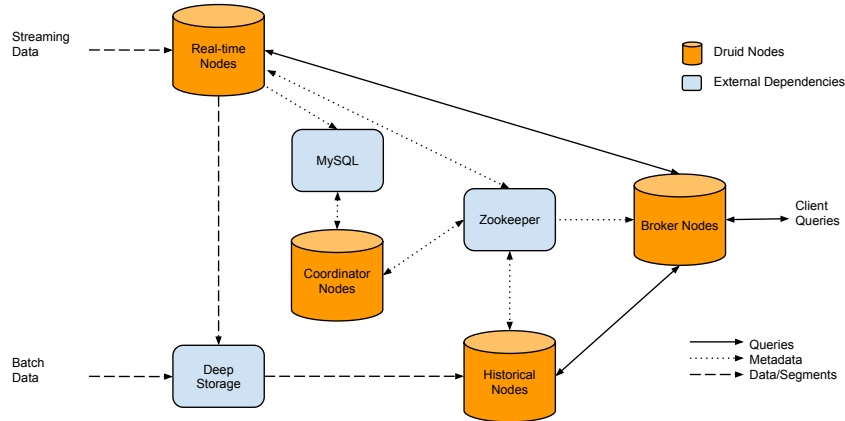 Streaming
Data
Real-time
Nodes
Druid Nodes
External Dependencies
MySQL
Zookeeper
Broker Nodes
Client
Queries
Coordinator
Nodes
Batch
Data
Deep
Storage
Historical
Nodes
Queries
Metadata
Data/Segments